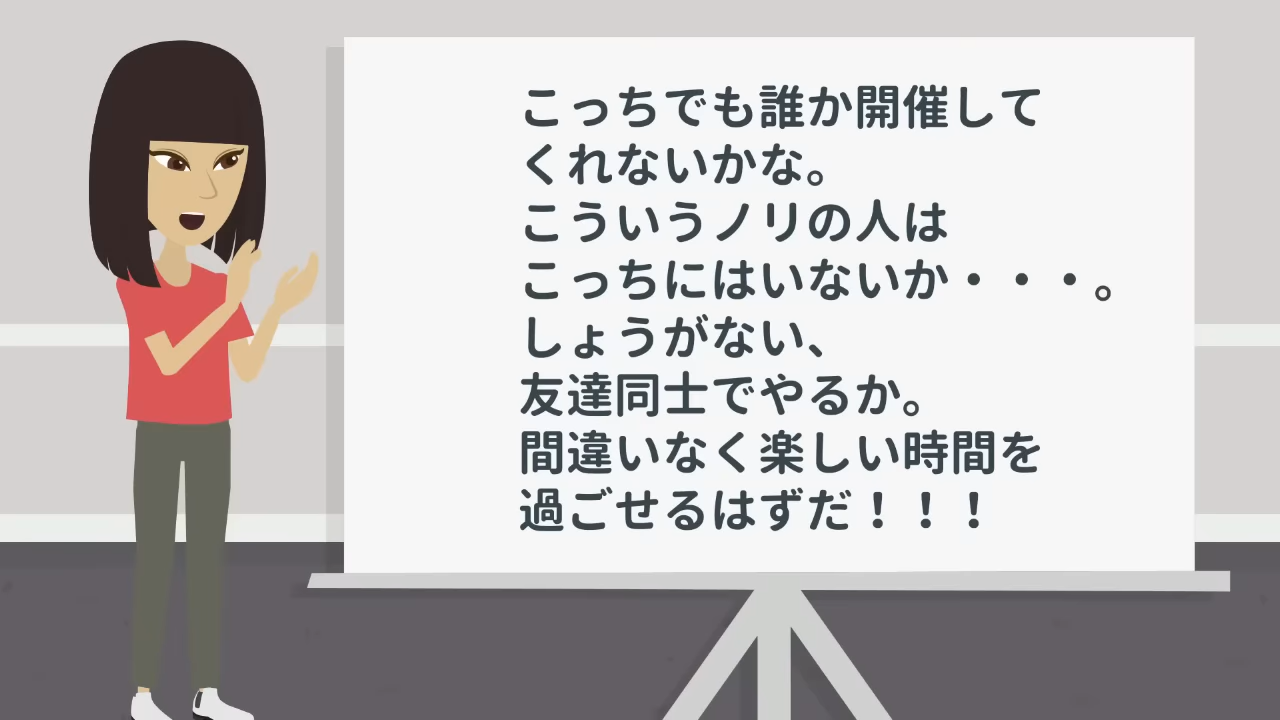 こっちでも誰か開催して
くれないかな。
こういうノリの人は
こっちにはいないか・・・。
しょうがない、
友達同士でやるか。
間違いなく楽しい時間を
過ごせるはずだ！！！